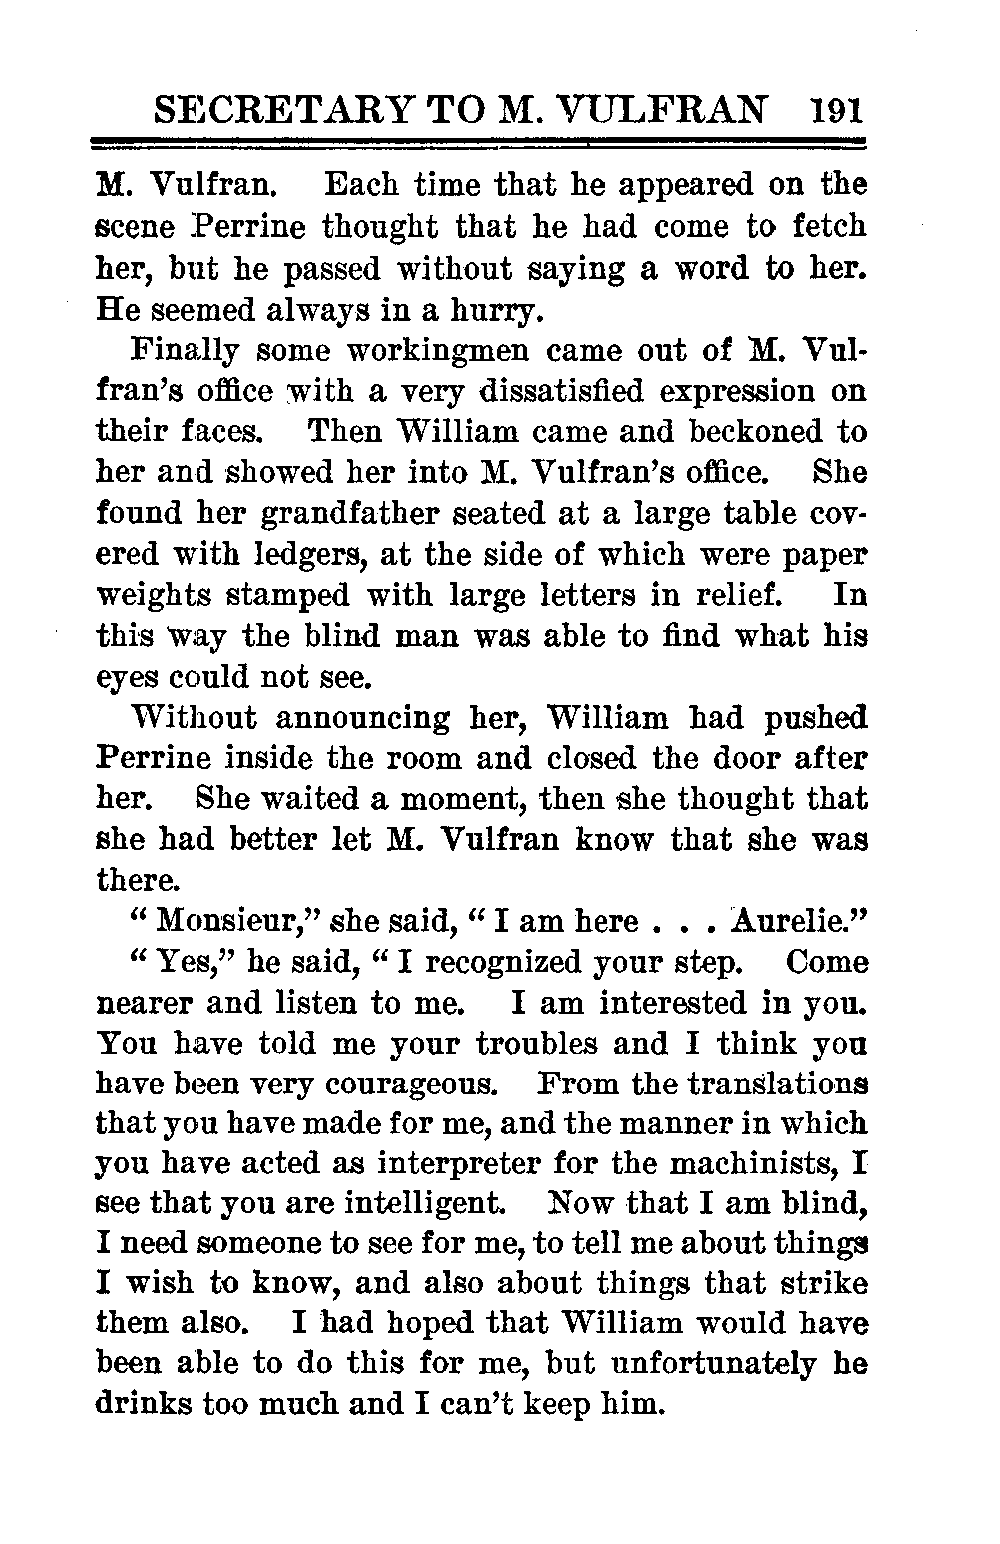 SECRETARY TO M. VULFRAN 191
M. Vulfran. Each time that he appeared on the
scene Perrine thought that he had come to fetch
her, but he passed without saying a word to her.
He seemed always in a hurry.
Finally some workingmen came out of M. Vul-
fran's office with a very dissatisfied expression on
their faces. Then William came and beckoned to
her and showed her into M. Vulfran's office. She
found her grandfather seated at a large table cov-
ered with ledgers, at the side of which were paper
weights stamped with large letters in relief. In
this way the blind man was able to find what his
eyes could not see.
Without announcing her, William had pushed
Perrine inside the room and closed the door after
her. She waited a moment, then she thought that
she had better let M. Vulfran know that she was
there.
“ Monsieur,” she said, “ I am here . . . Aurelie.”
“ Yes,” he said, “ I recognized your step. Come
nearer and listen to me. I am interested in you.
You have told me your troubles and I think you
have been very courageous. From the translations
that you have made for me, and the manner in which
you have acted as interpreter for the machinists, I
see that you are intelligent. Now that I am blind,
I need someone to see for me, to tell me about things
I wish to know, and also about things that strike
them also. I had hoped that William would have
been able to do this for me, but unfortunately he
drinks too much and I can't keep him.